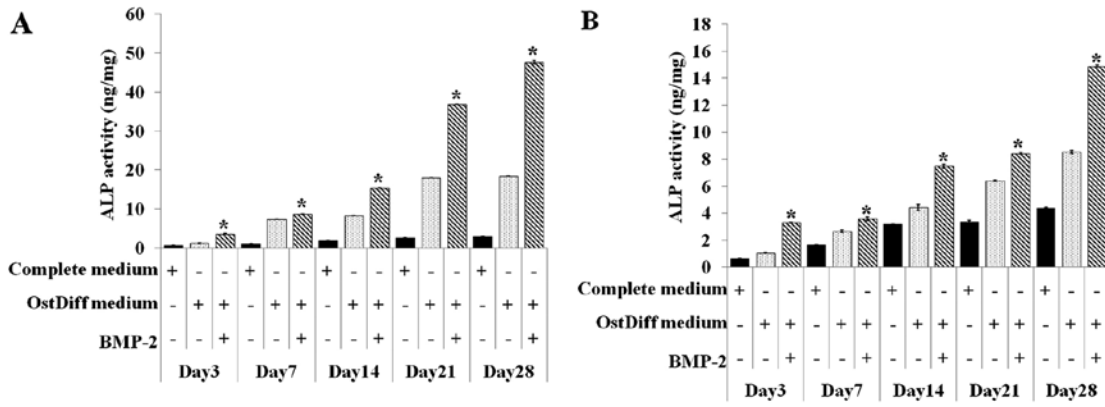 A
ALP activity (ng/mg)
60
50
40
30
20
10
0
* * * * *
Complete medium + - - + - - + - - + - - + - -
OstDiff medium - + + - + + - + + - + + - + +
BMP-2 - - + - - + - - + - - + - - +
Day3 Day7 Day14 Day21 Day28
B
ALP activity (ng/mg)
18
16
14
12
10
8
6
4
2
0
* * * * *
Complete medium + - - + - - + - - + - - + - -
OstDiff medium - + + - + + - + + - + + - + +
BMP-2 - - + - - + - - + - - + - - +
Day3 Day7 Day14 Day21 Day28